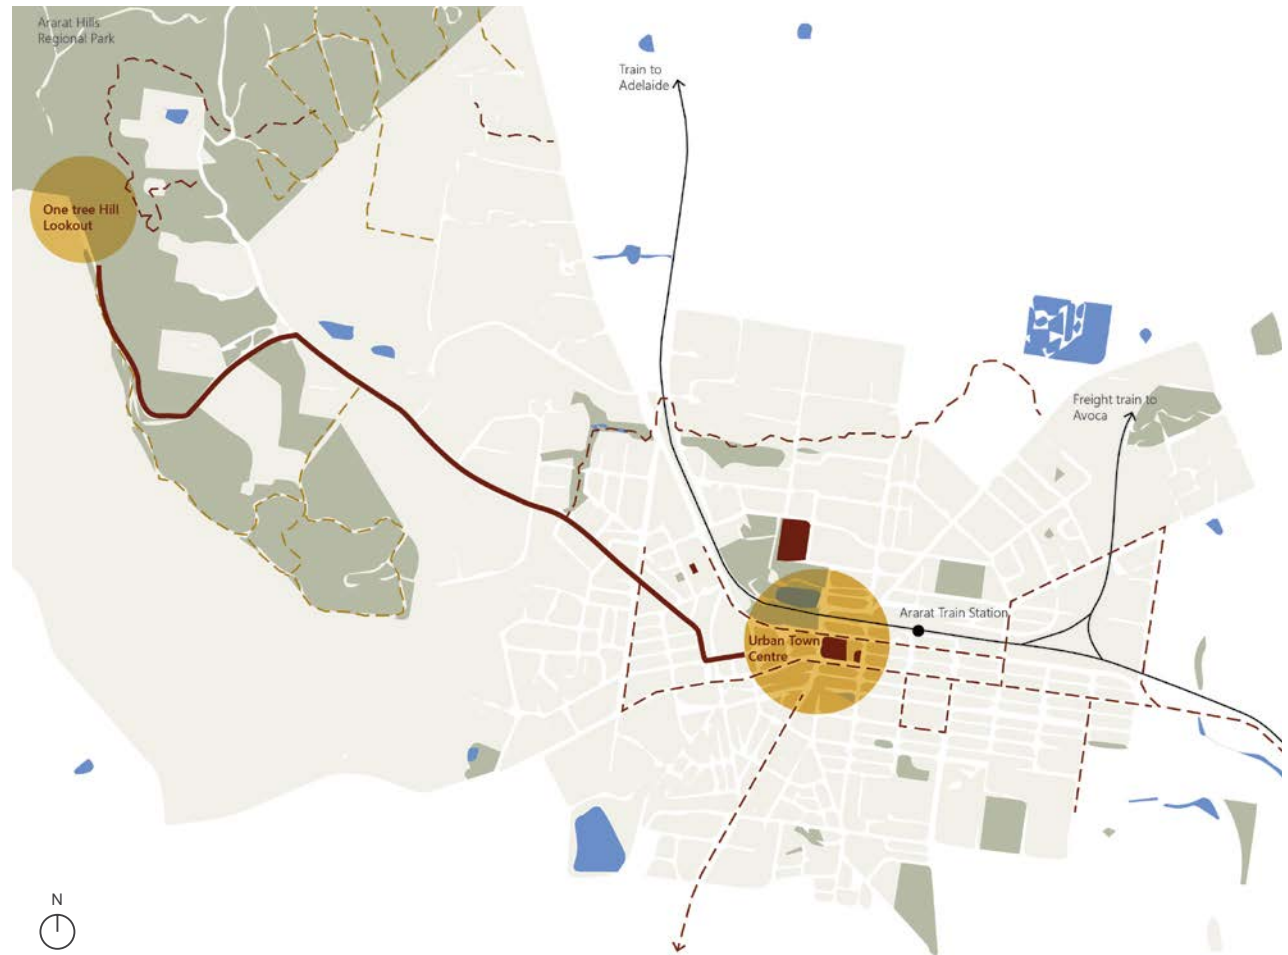 Ararat Hills
Regional Park
Train to
Adelaide
One tree Hill
Lookout
Freight train to
Avoca
Ararat Train Station
Urban Town
Centre
N